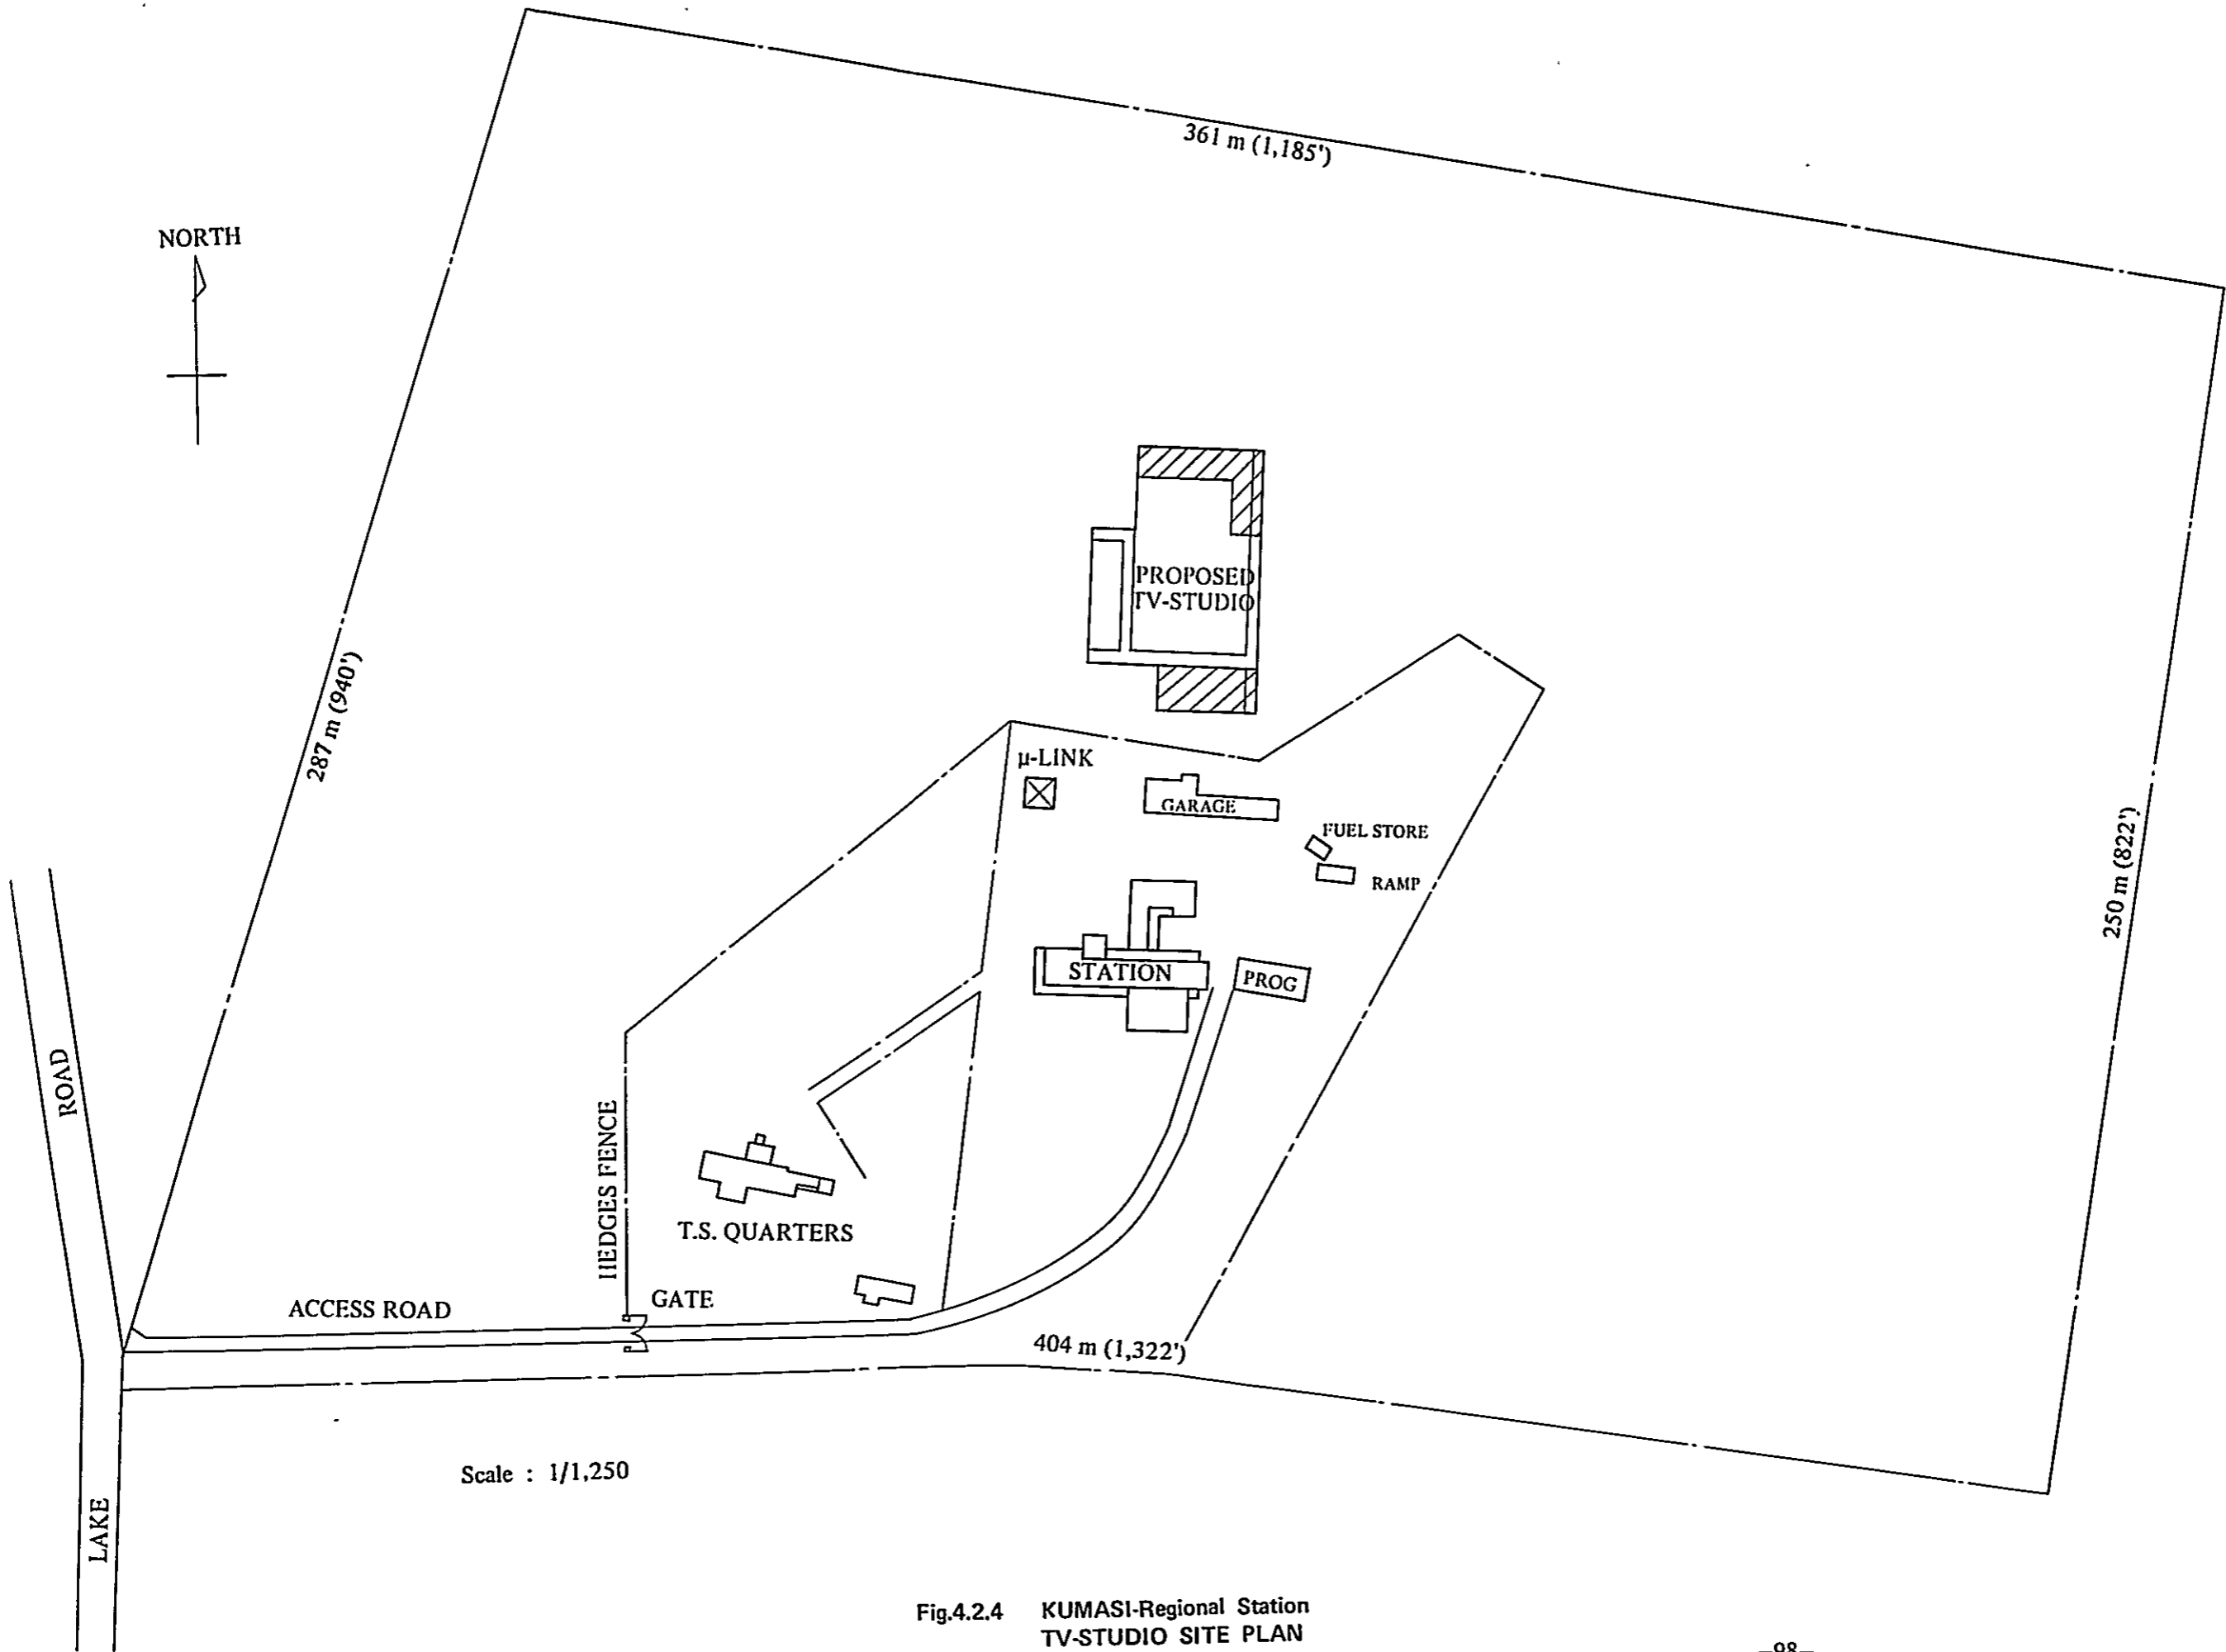 361 m (1,185')
NORTH
PROPOSED
TV-STUDIO
287 m (940')
µ-LINK
GARAGE
FUEL STORE
RAMP
250 m (822')
STATION
PROG
ROAD
HEDGES FENCE
T.S. QUARTERS
GATE
ACCESS ROAD
404 m (1,322')
Scale : 1/1,250
LAKE
Fig.4.2.4 KUMASI-Regional Station
TV-STUDIO SITE PLAN
–98–